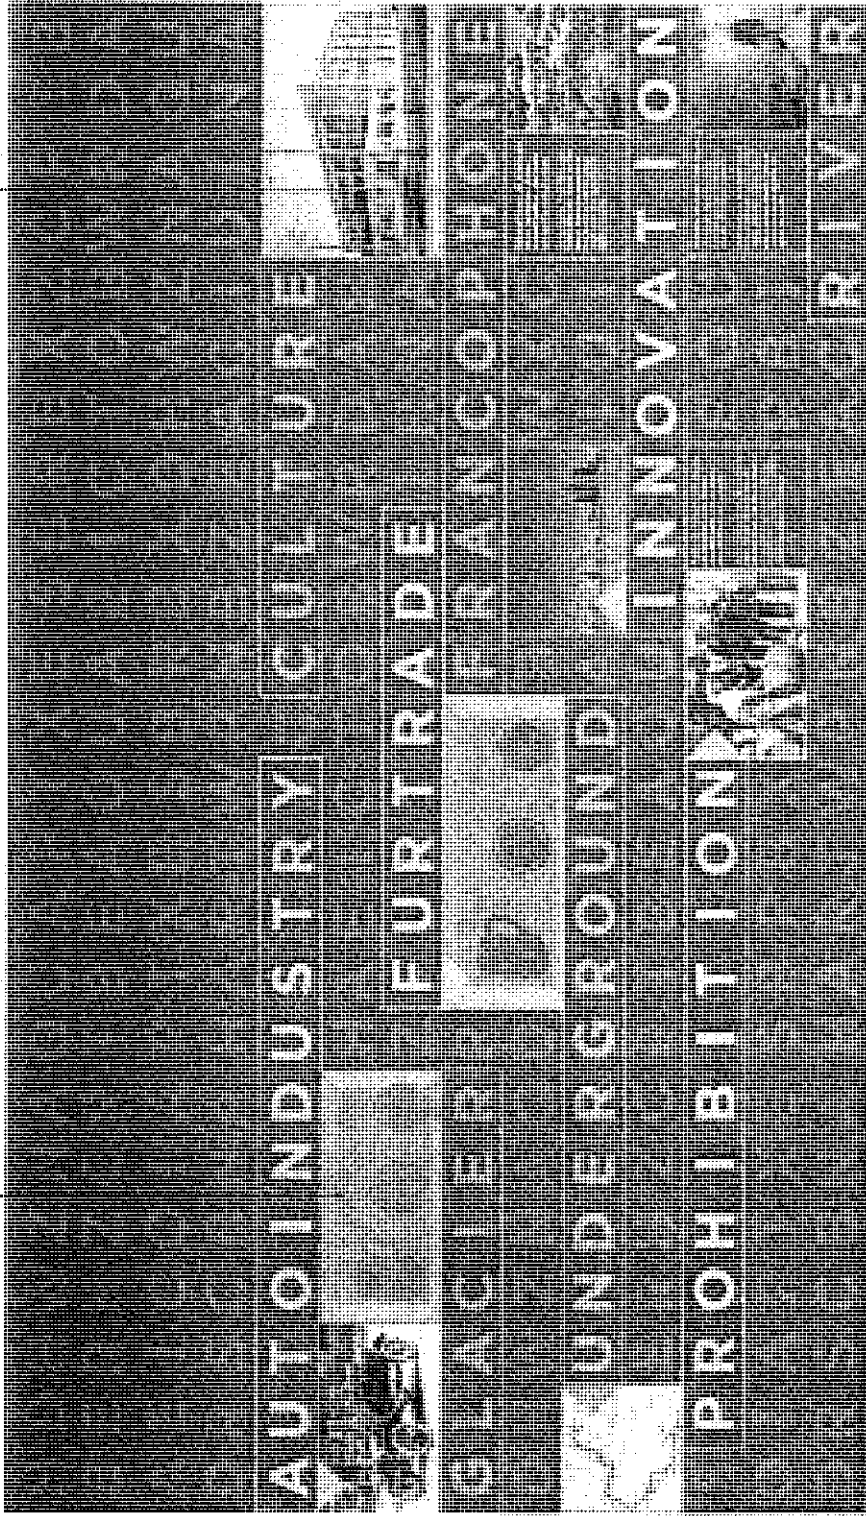 AUTOINDUSTRY CULTURE
FURTRADE
GLACIER FRANCOPHONE
UNDERGROUND
INNOVATION
PROHIBITION
RIVER